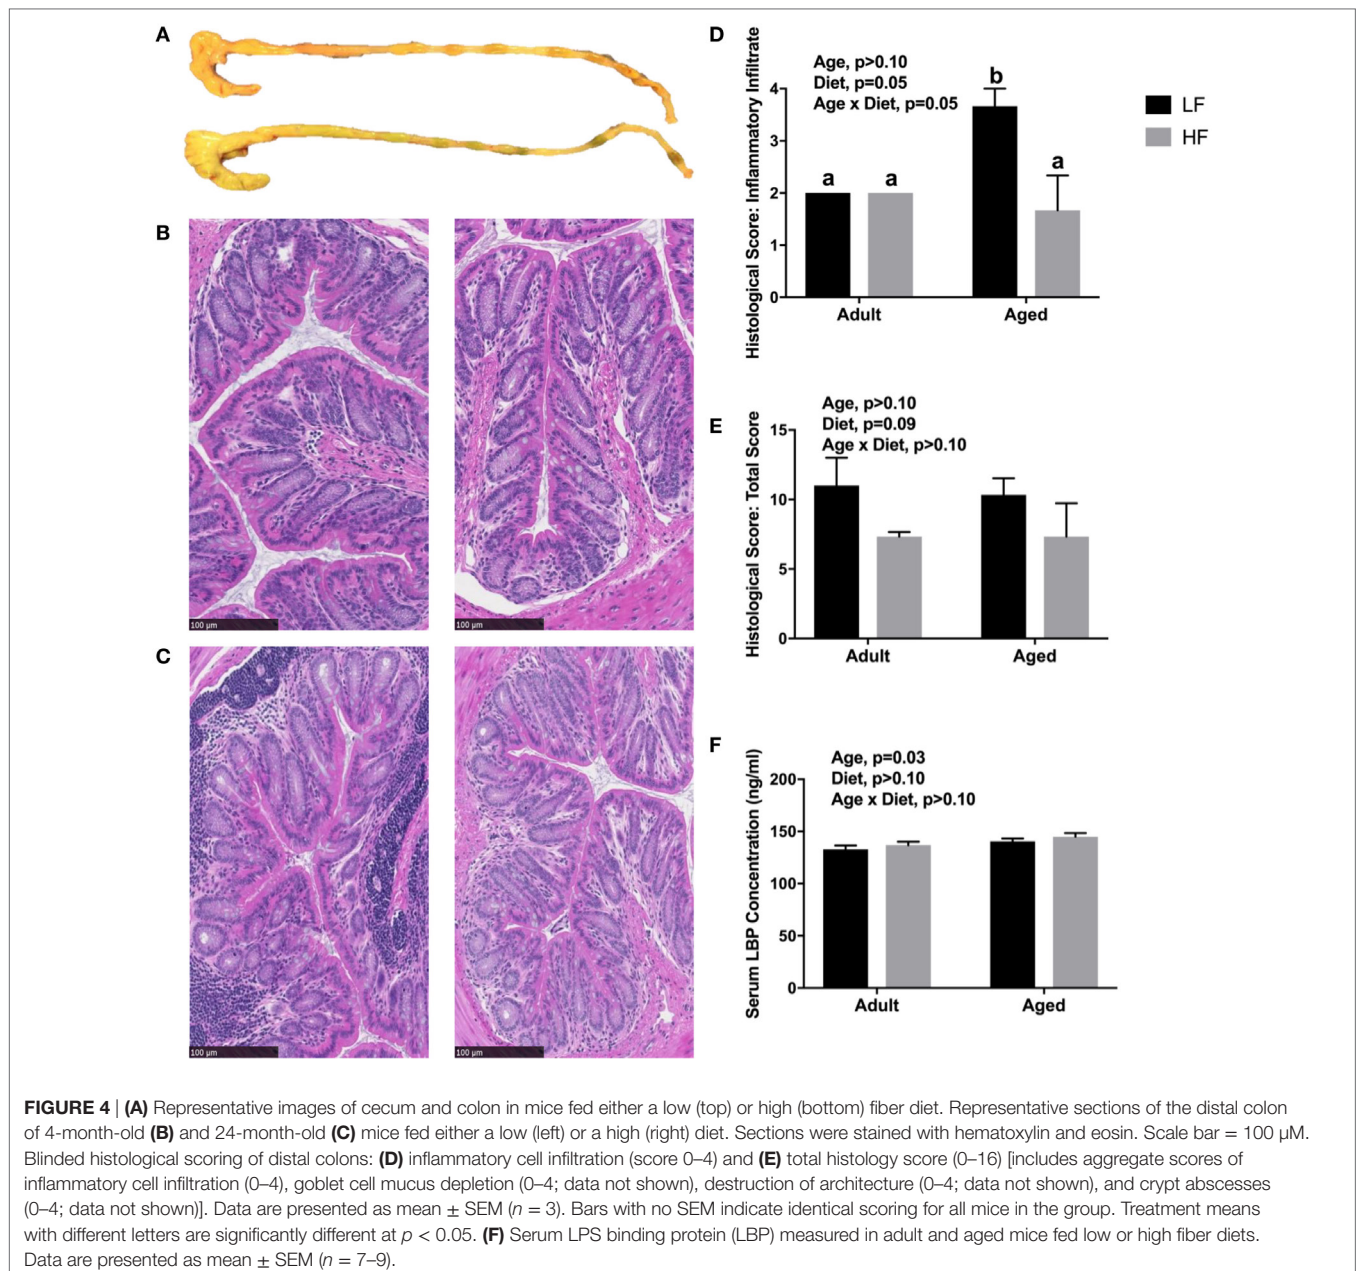 A
B
100 µm
100 µm
C
100 µm
100 µm
D
Histological Score: Inflammatory Infiltrate
Age, p>0.10
Diet, p=0.05
Age x Diet, p=0.05
4
3
2
1
0
a
a
b
a
Adult
Aged
LF
HF
E
Histological Score: Total Score
Age, p>0.10
Diet, p=0.09
Age x Diet, p>0.10
15
10
5
0
Adult
Aged
F
Serum LBP Concentration (ng/ml)
Age, p=0.03
Diet, p>0.10
Age x Diet, p>0.10
200
150
100
50
0
Adult
Aged
FIGURE 4 | (A) Representative images of cecum and colon in mice fed either a low (top) or high (bottom) fiber diet. Representative sections of the distal colon
of 4-month-old (B) and 24-month-old (C) mice fed either a low (left) or a high (right) diet. Sections were stained with hematoxylin and eosin. Scale bar = 100 µM.
Blinded histological scoring of distal colons: (D) inflammatory cell infiltration (score 0–4) and (E) total histology score (0–16) [includes aggregate scores of
inflammatory cell infiltration (0–4), goblet cell mucus depletion (0–4; data not shown), destruction of architecture (0–4; data not shown), and crypt abscesses
(0–4; data not shown)]. Data are presented as mean ± SEM (n = 3). Bars with no SEM indicate identical scoring for all mice in the group. Treatment means
with different letters are significantly different at p < 0.05. (F) Serum LPS binding protein (LBP) measured in adult and aged mice fed low or high fiber diets.
Data are presented as mean ± SEM (n = 7–9).